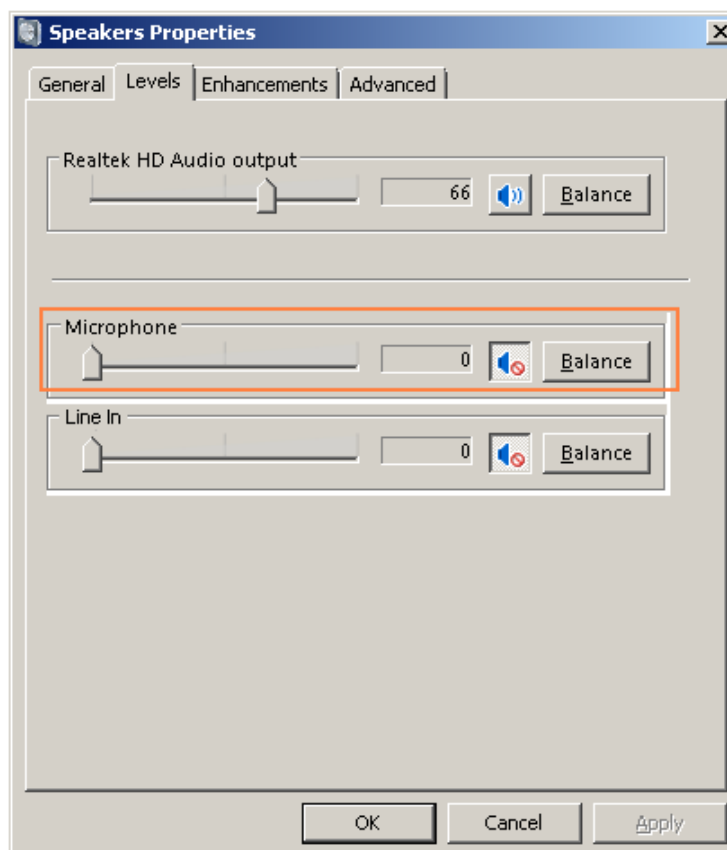 Speakers Properties
General Levels Enhancements Advanced
Realtek HD Audio output
66 Balance
Microphone
0 Balance
Line In
0 Balance
OK Cancel Apply